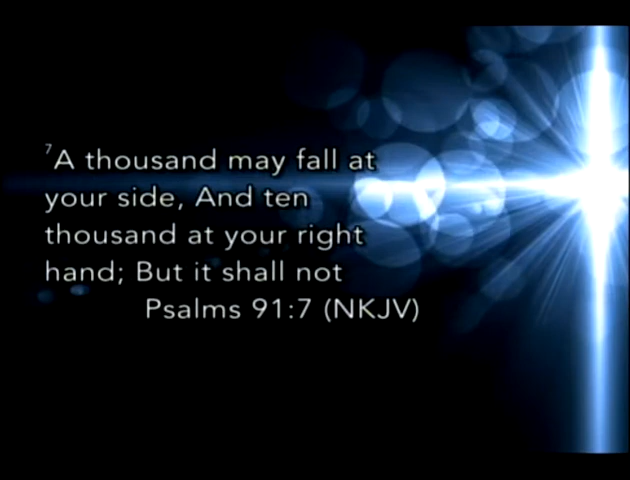 ⁷A thousand may fall at
your side, And ten
thousand at your right
hand; But it shall not
Psalms 91:7 (NKJV)